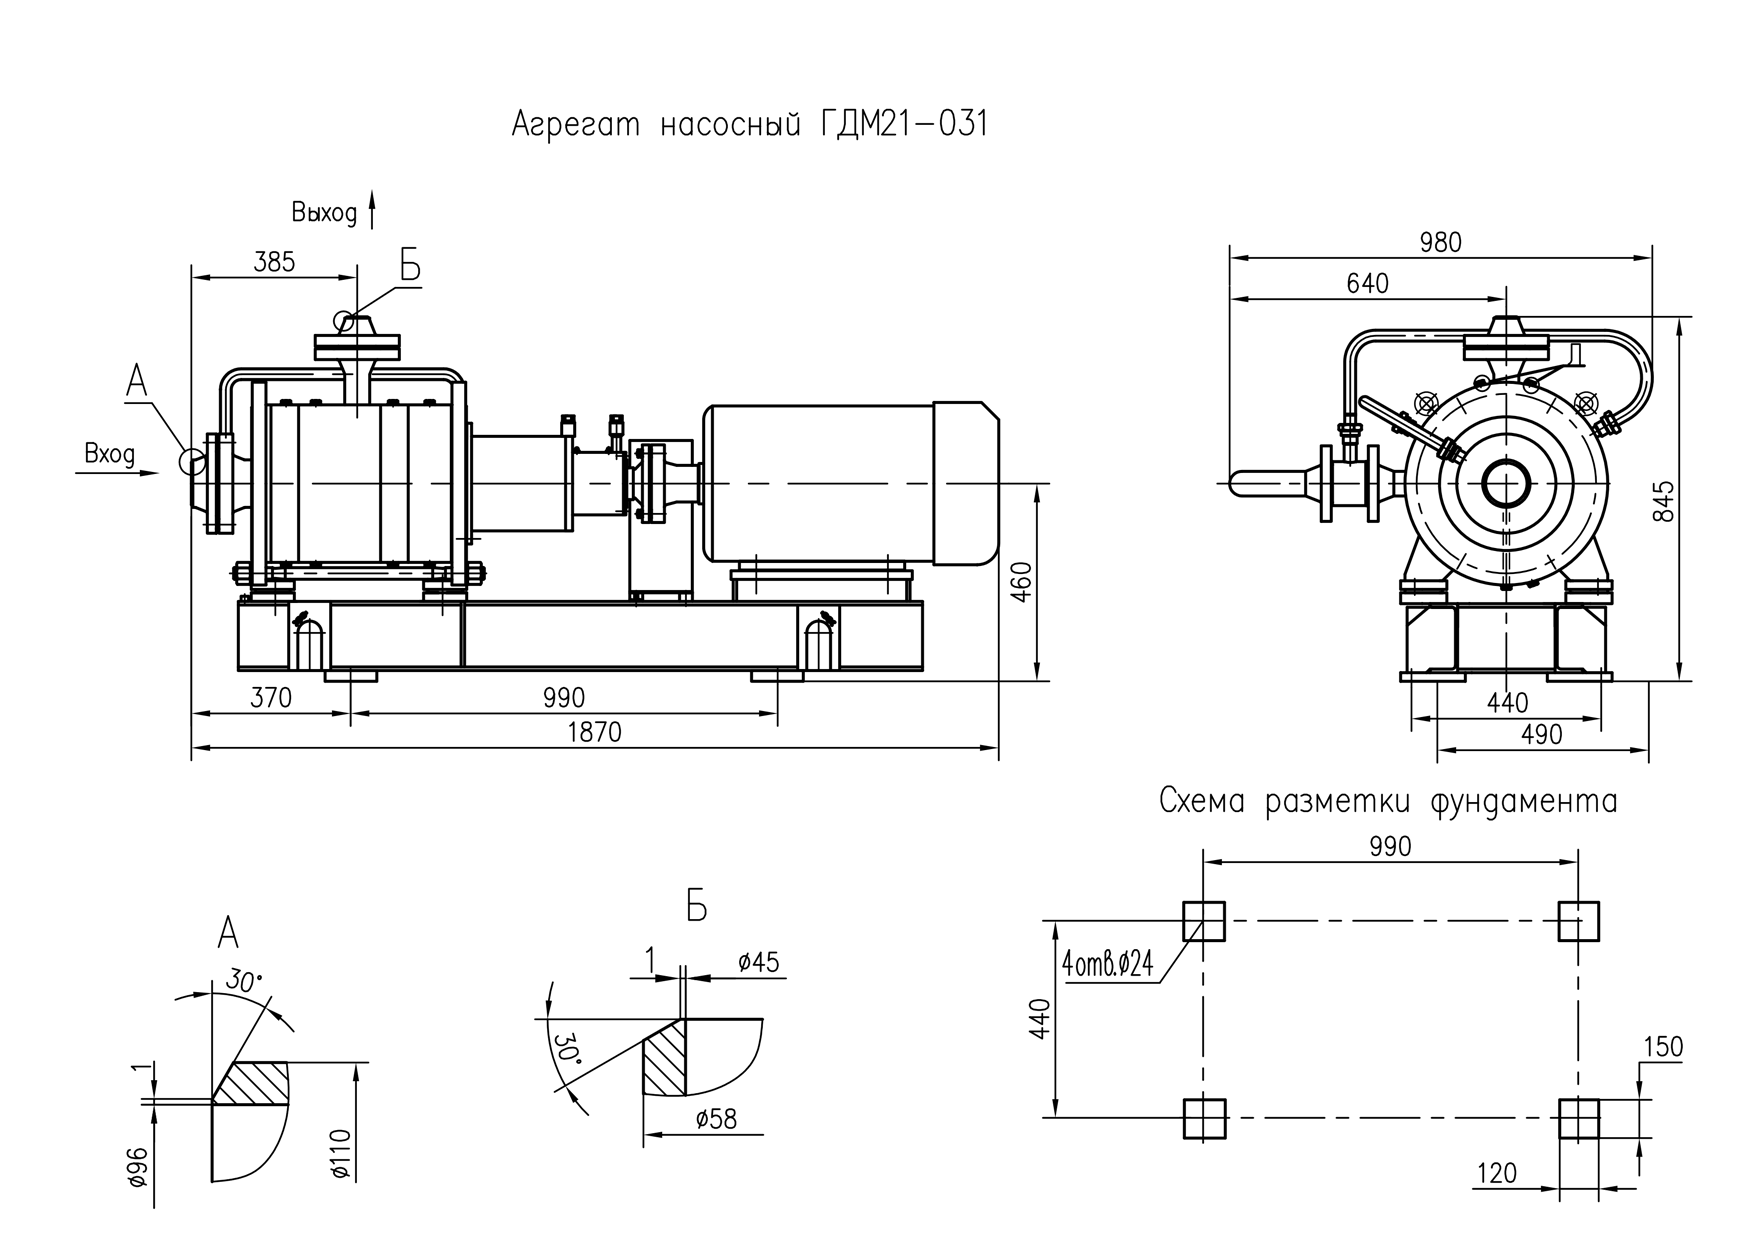 Агрегат насосный ГДМ21-031
Выход
385
Б
А
Вход
460
370
990
1870
980
640
845
440
490
Схема разметки фундамента
990
4отв.ø24
440
150
120
А
30°
1
ø96
ø110
Б
1
ø45
30°
ø58